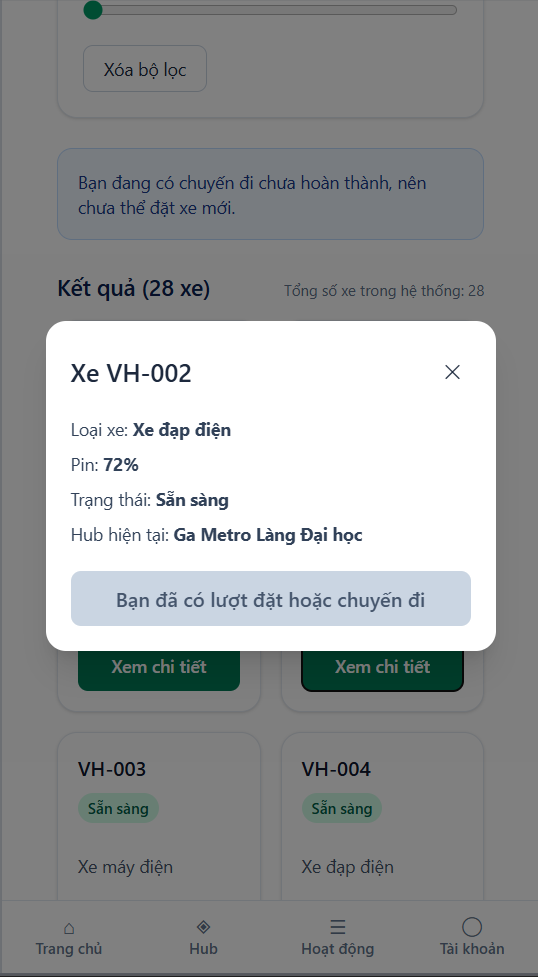 Xóa bộ lọc
Bạn đang có chuyến đi chưa hoàn thành, nên
chưa thể đặt xe mới.
Kết quả (28 xe)
Tổng số xe trong hệ thống: 28
Xe VH-002
Loại xe: Xe đạp điện
Pin: 72%
Trạng thái: Sẵn sàng
Hub hiện tại: Ga Metro Làng Đại học
Bạn đã có lượt đặt hoặc chuyến đi
Xem chi tiết
Xem chi tiết
VH-003
VH-004
Sẵn sàng
Sẵn sàng
Xe máy điện
Xe đạp điện
Trang chủ
Hub
Hoạt động
Tài khoản